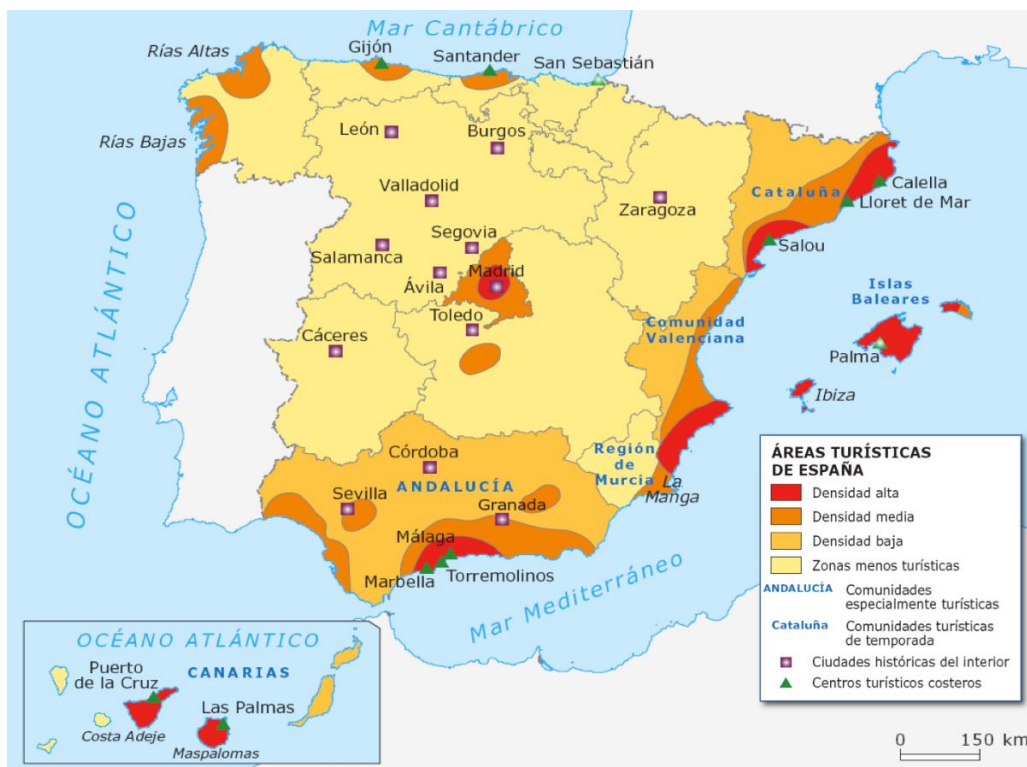 Mar Cantábrico
Rías Altas
Gijón
Santander
San Sebastián
León
Burgos
Rías Bajas
Valladolid
Zaragoza
Cataluña
Calella
Lloret de Mar
Segovia
Salamanca
Salou
Madrid
Ávila
OCÉANO ATLÁNTICO
Islas
Baleares
Toledo
Comunidad
Valenciana
Cáceres
Palma
Ibiza
Córdoba
Región
de
Murcia
ANDALUCÍA
La
Manga
Sevilla
Granada
Málaga
Marbella
Torremolinos
Mar Mediterráneo
ÁREAS TURÍSTICAS
DE ESPAÑA
Densidad alta
Densidad media
Densidad baja
Zonas menos turísticas
ANDALUCÍA Comunidades
especialmente turísticas
Cataluña Comunidades turísticas
de temporada
Ciudades históricas del interior
Centros turísticos costeros
OCÉANO ATLÁNTICO
CANARIAS
Puerto
de la Cruz
Las Palmas
Costa Adeje
Maspalomas
0 150 km